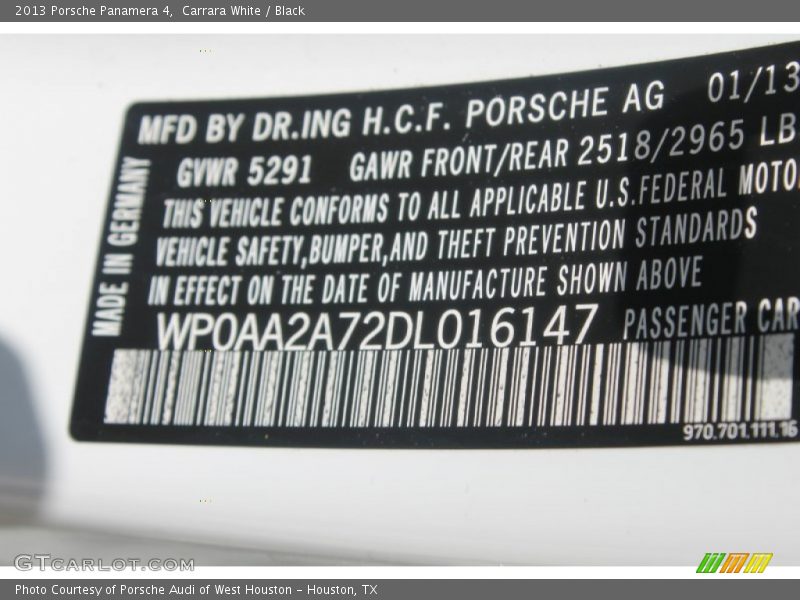 2013 Porsche Panamera 4,  Carrara White / Black
MFD BY DR.ING H.C.F. PORSCHE AG 01/13
GVWR 5291 GAWR FRONT/REAR 2518/2965 LB
THIS VEHICLE CONFORMS TO ALL APPLICABLE U.S.FEDERAL MOTO
VEHICLE SAFETY,BUMPER,AND THEFT PREVENTION STANDARDS
IN EFFECT ON THE DATE OF MANUFACTURE SHOWN ABOVE
MADE IN GERMANY
WP0AA2A72DL016147 PASSENGER CAR
970.701.111.16
GTCARLOT.COM
Photo Courtesy of Porsche Audi of West Houston - Houston, TX